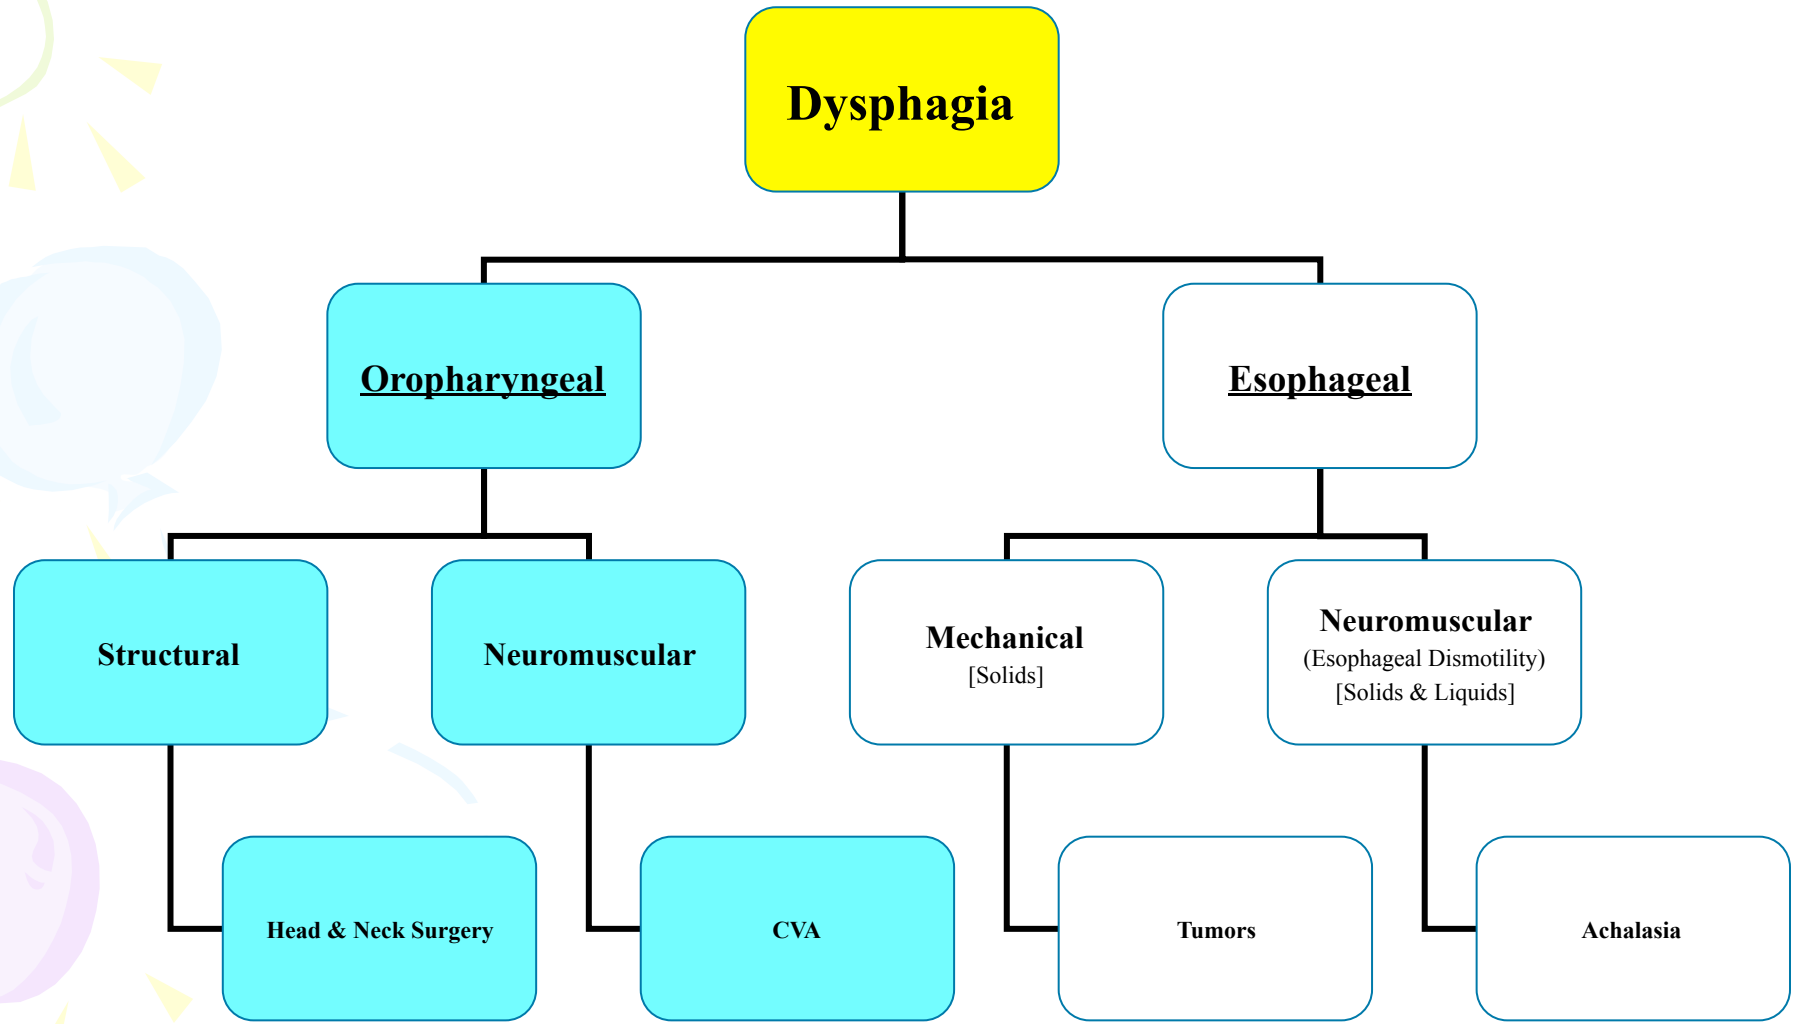 Dysphagia
Oropharyngeal
Esophageal
Structural
Neuromuscular
Mechanical
[Solids]
Neuromuscular
(Esophageal Dismotility)
[Solids & Liquids]
Head & Neck Surgery
CVA
Tumors
Achalasia